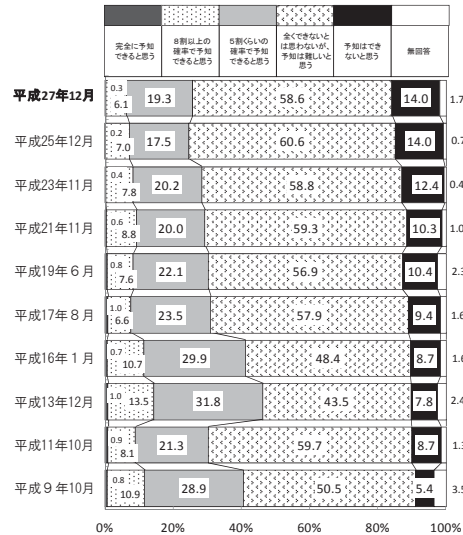 完全に予知
できると思う
8割以上の
確率で予知
できると思う
5割くらいの
確率で予知
できると思う
全くできないと
は思わないが、
予知は難しいと
思う
予知はでき
ないと思う
無回答
平成27年12月 0.3 6.1 19.3 58.6 14.0 1.7
平成25年12月 0.2 7.0 17.5 60.6 14.0 0.7
平成23年11月 0.4 7.8 20.2 58.8 12.4 0.4
平成21年11月 0.6 8.8 20.0 59.3 10.3 1.0
平成19年６月 0.8 7.6 22.1 56.9 10.4 2.3
平成17年８月 1.0 6.6 23.5 57.9 9.4 1.6
平成16年１月 0.7 10.7 29.9 48.4 8.7 1.6
平成13年12月 1.0 13.5 31.8 43.5 7.8 2.4
平成11年10月 0.9 8.1 21.3 59.7 8.7 1.3
平成９年10月 0.8 10.9 28.9 50.5 5.4 3.5
0% 20% 40% 60% 80% 100%